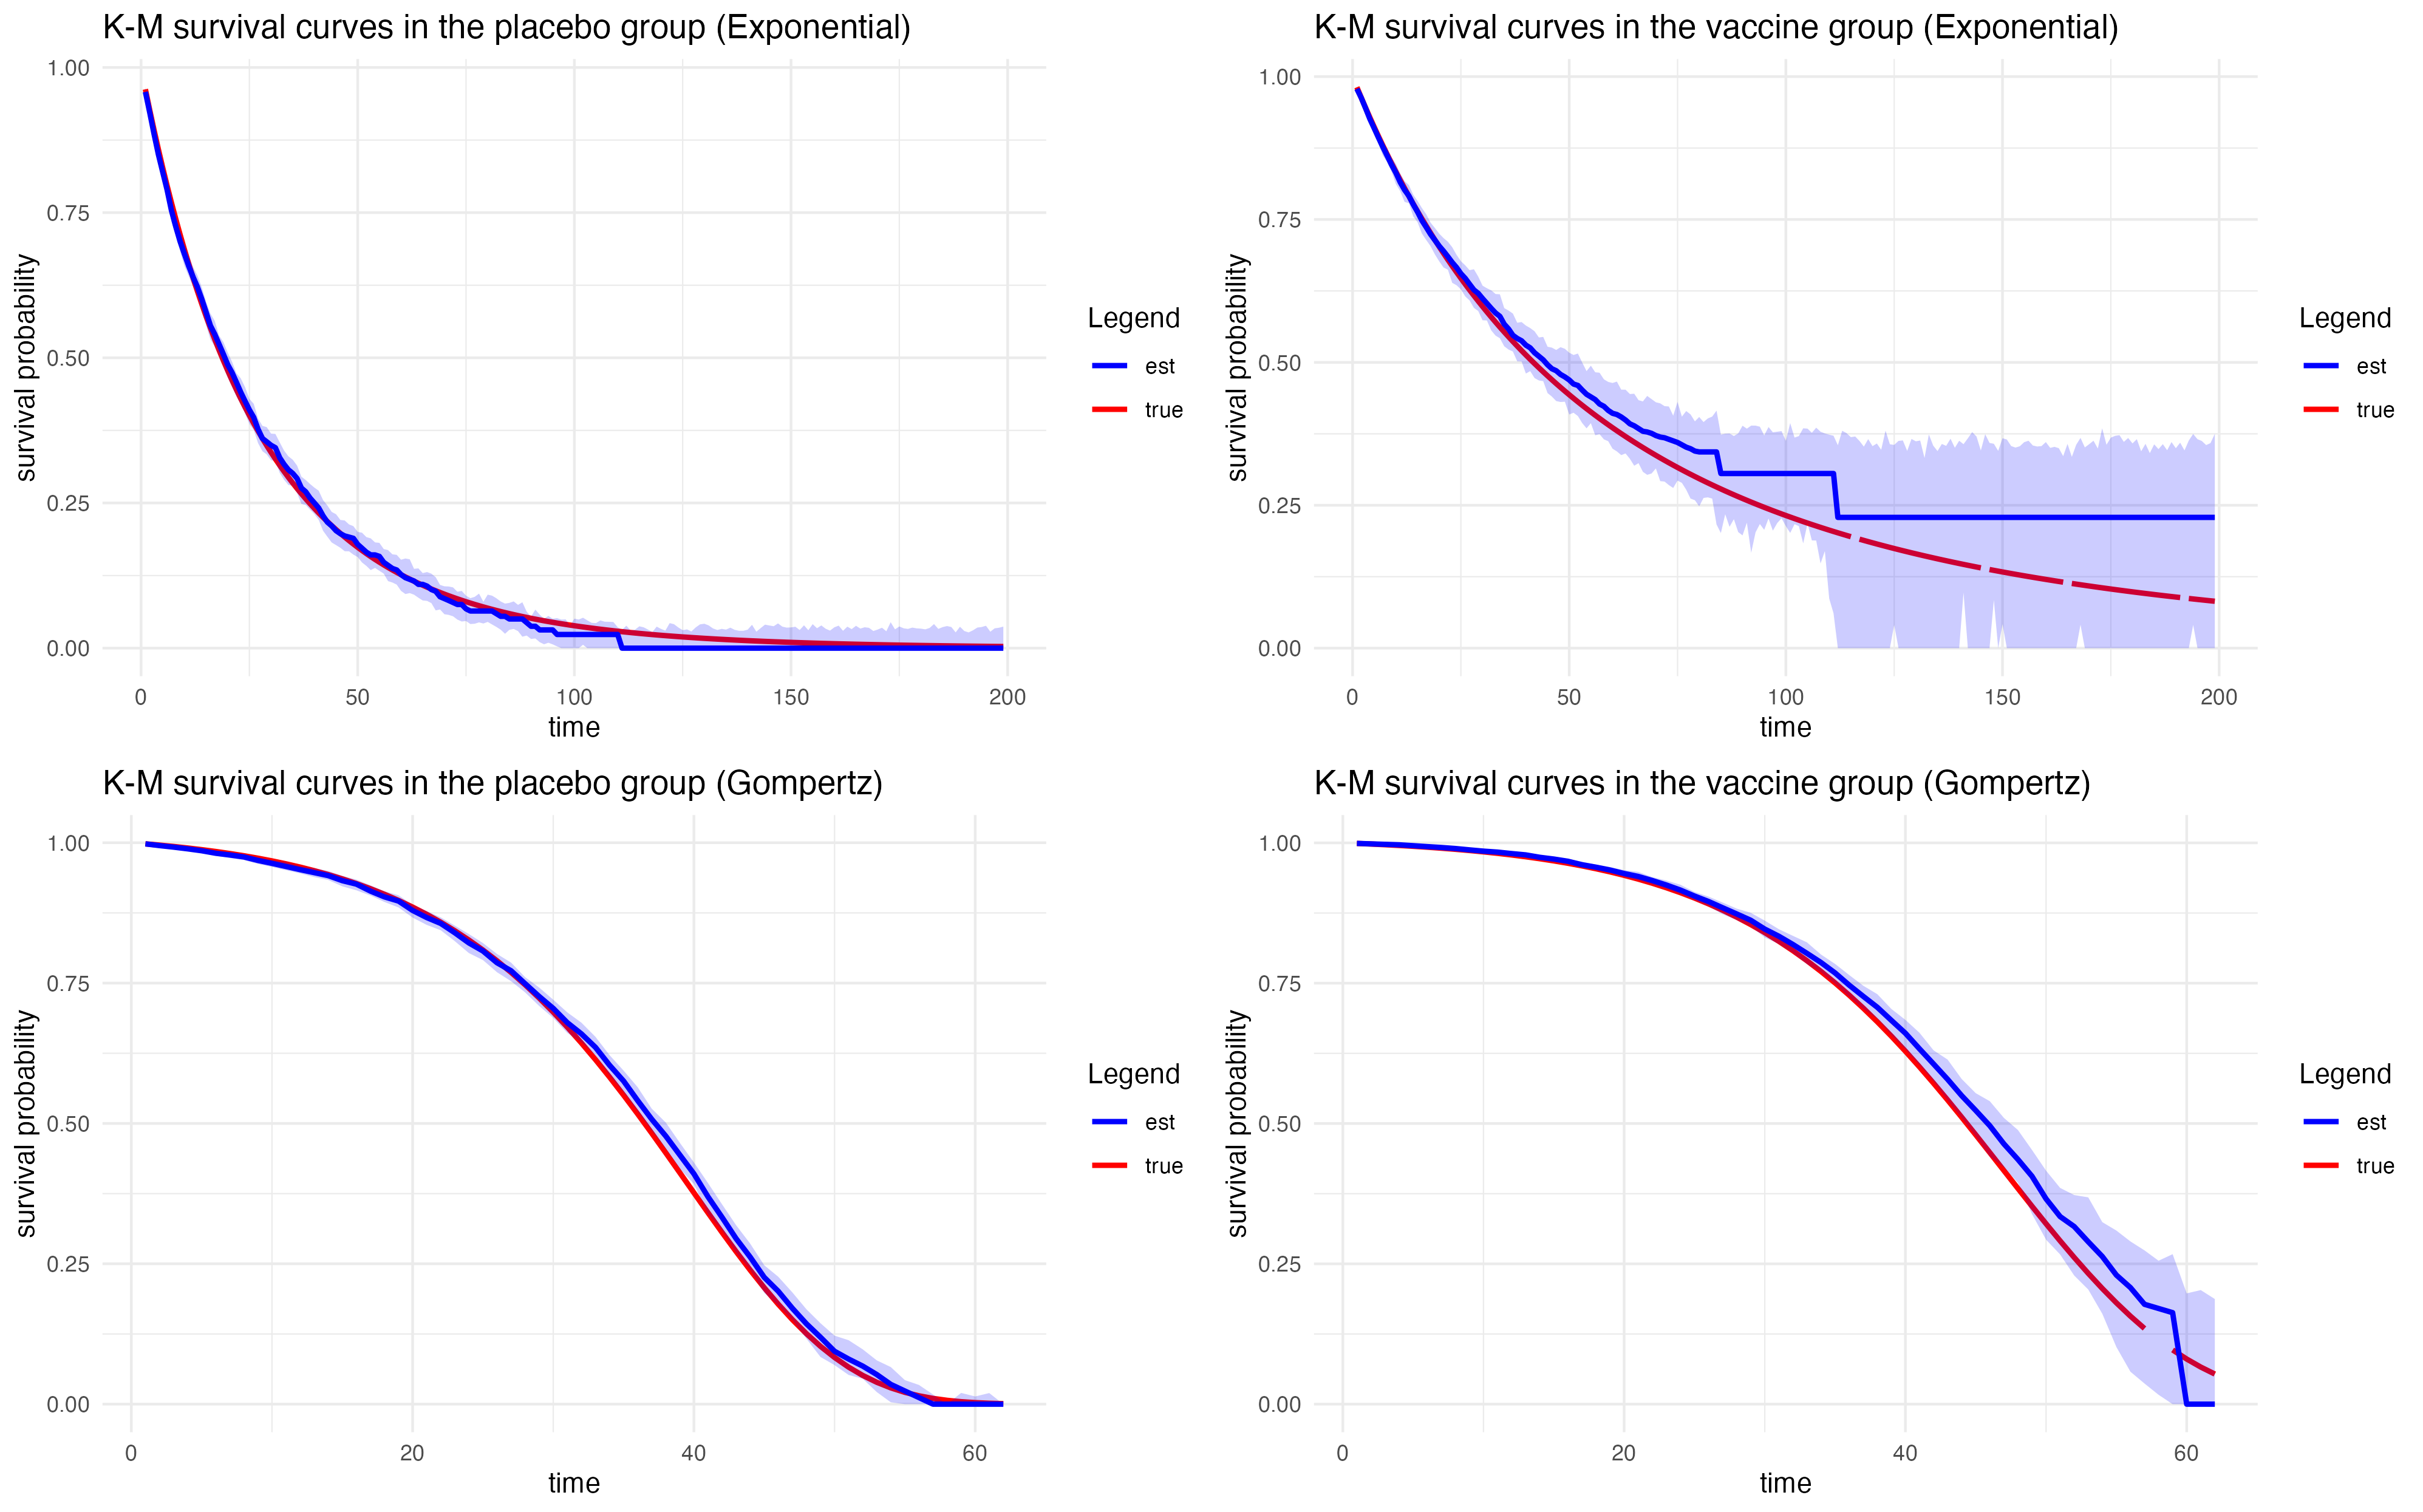 K-M survival curves in the placebo group (Exponential)
survival probability
1.00
0.75
0.50
0.25
0.00
0 50 100 150 200
time
Legend
est
true
K-M survival curves in the vaccine group (Exponential)
survival probability
1.00
0.75
0.50
0.25
0.00
0 50 100 150 200
time
Legend
est
true
K-M survival curves in the placebo group (Gompertz)
survival probability
1.00
0.75
0.50
0.25
0.00
0 20 40 60
time
Legend
est
true
K-M survival curves in the vaccine group (Gompertz)
survival probability
1.00
0.75
0.50
0.25
0.00
0 20 40 60
time
Legend
est
true